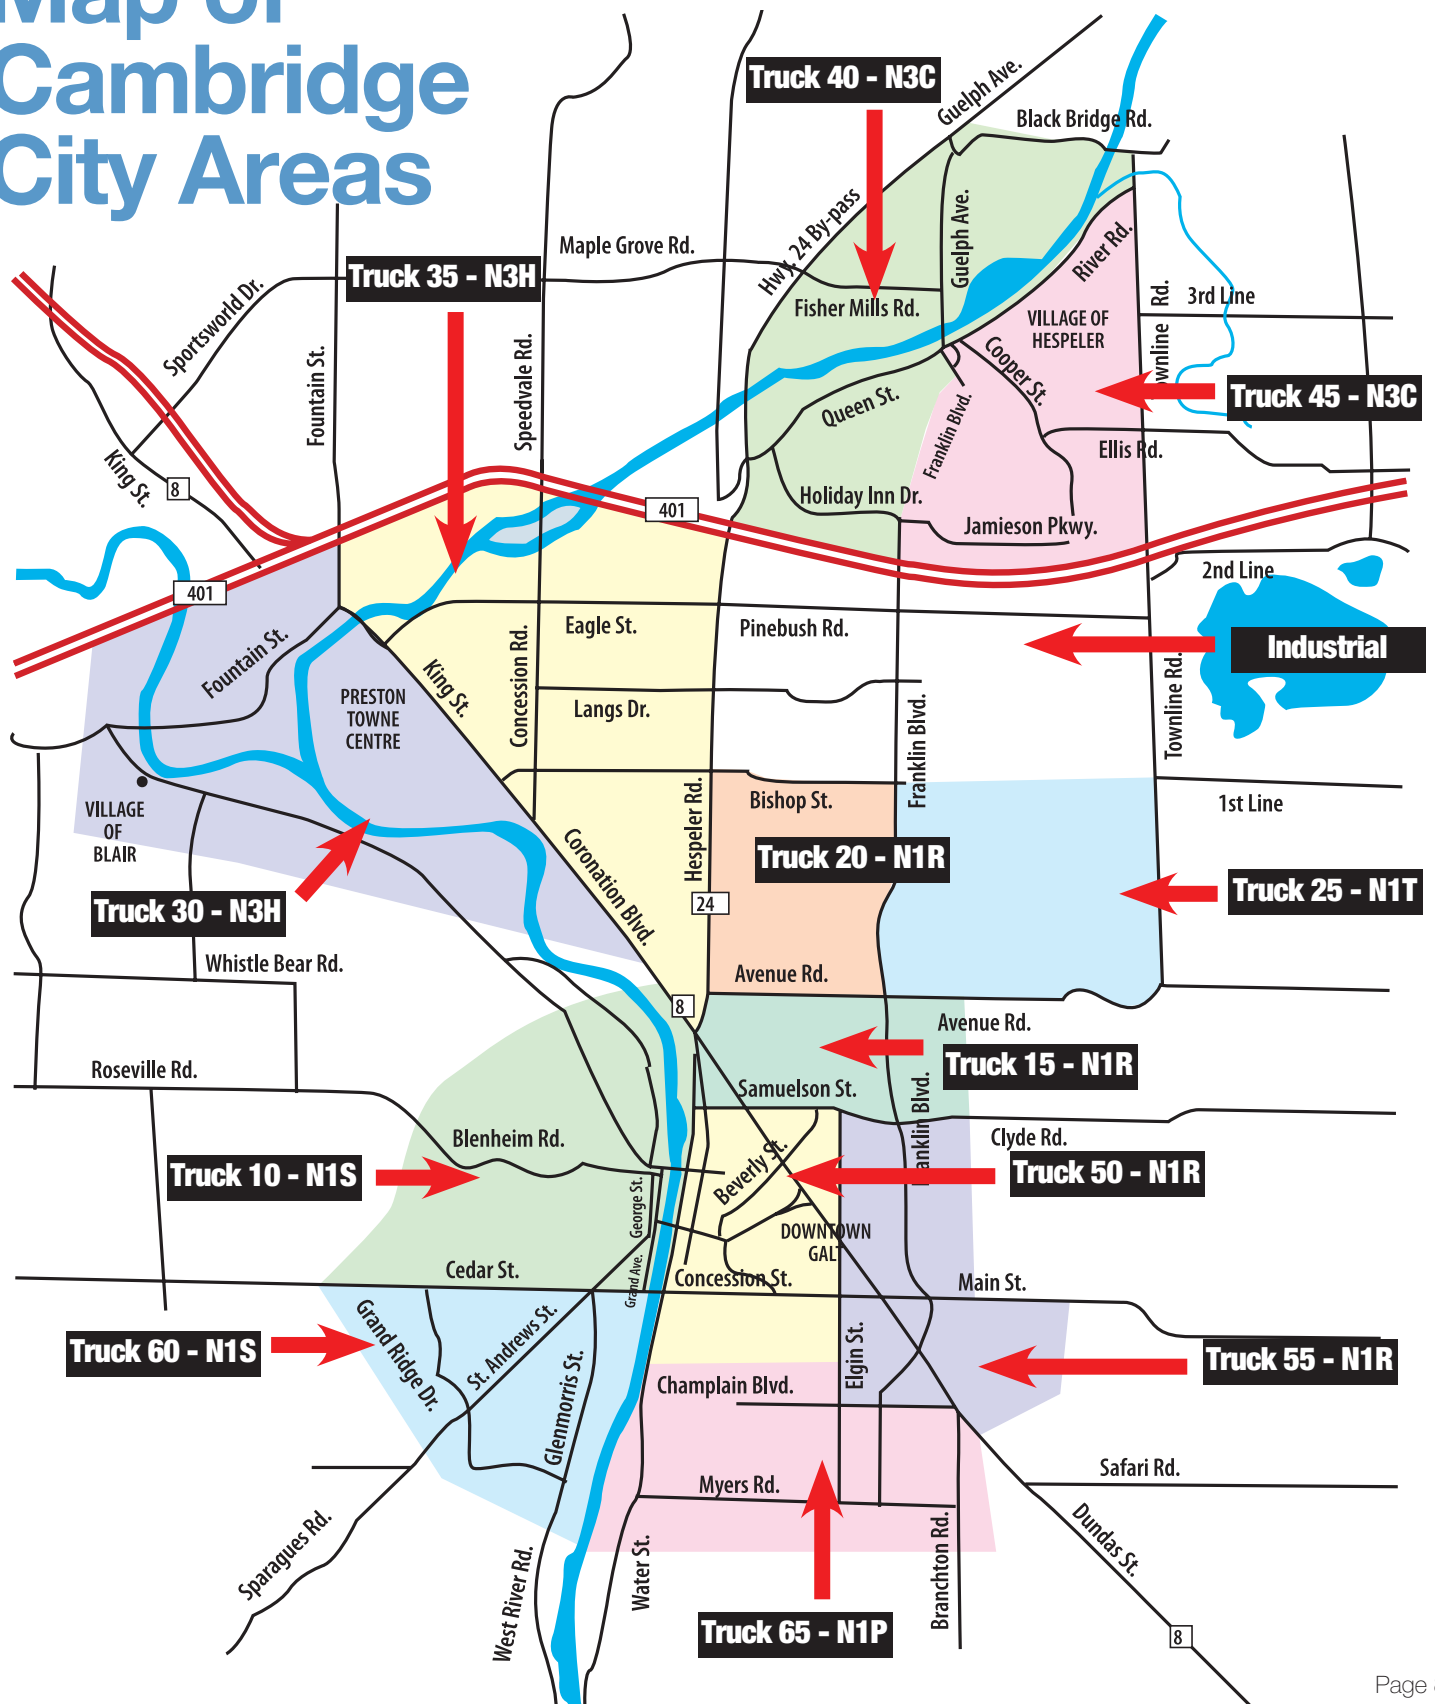 Map of
Cambridge
City Areas
Truck 40 - N3C
Guelph Ave.
Black Bridge Rd.
Hwy. 24 By-pass
Guelph Ave.
Maple Grove Rd.
River Rd.
Truck 35 - N3H
Sportsworld Dr.
Fisher Mills Rd.
Rd.
3rd Line
VILLAGE OF
HESPELER
Fountain St.
Speedvale Rd.
Cooper St.
Truck 45 - N3C
Queen St.
Franklin Blvd.
Ellis Rd.
King St.
8
Holiday Inn Dr.
401
Jamieson Pkwy.
2nd Line
401
Eagle St.
Pinebush Rd.
Industrial
Fountain St.
King St.
Concession Rd.
Townline Rd.
PRESTON
TOWNE
CENTRE
Langs Dr.
Franklin Blvd.
Bishop St.
1st Line
VILLAGE
OF
BLAIR
Hespeler Rd.
Coronation Blvd.
Truck 20 - N1R
Truck 25 - N1T
Truck 30 - N3H
24
Whistle Bear Rd.
Avenue Rd.
8
Avenue Rd.
Truck 15 - N1R
Roseville Rd.
Samuelson St.
Blenheim Rd.
Clyde Rd.
Truck 10 - N1S
Beverly St.
Truck 50 - N1R
George St.
DOWNTOWN
GALT
Cedar St.
Grand Ave.
Concession St.
Main St.
Grand Ridge Dr.
St. Andrews St.
Truck 60 - N1S
Elgin St.
Truck 55 - N1R
Glenmorris St.
Champlain Blvd.
Myers Rd.
Safari Rd.
Sparagues Rd.
West River Rd.
Water St.
Branchton Rd.
Dundas St.
Truck 65 - N1P
8
Page